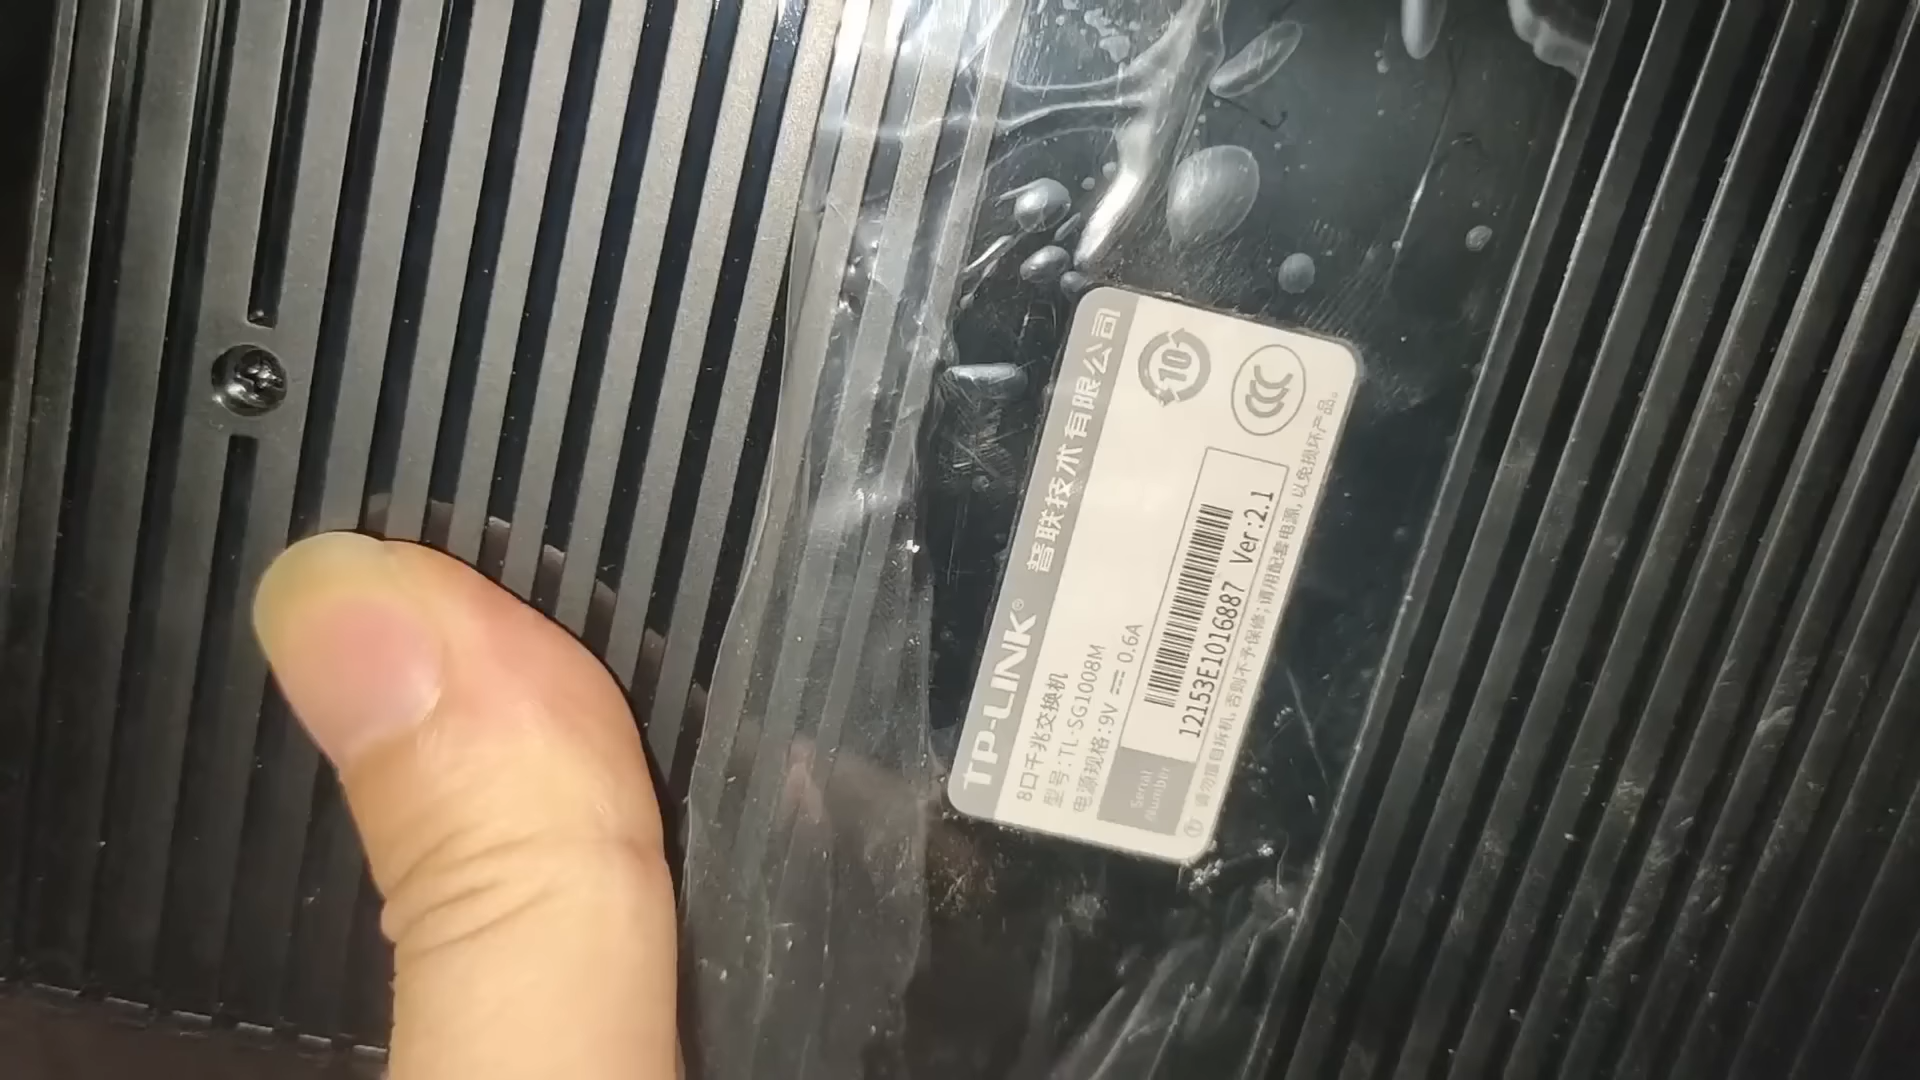 TP-LINK® 普联技术有限公司
8口千兆交换机
型号:TL-SG1008M
电源规格:9V ⎓ 0.6A
10
CCC
Serial Number
12153E1016887 Ver:2.1
请勿擅自拆机,否则不予保修;请用配套电源,以免损坏产品。